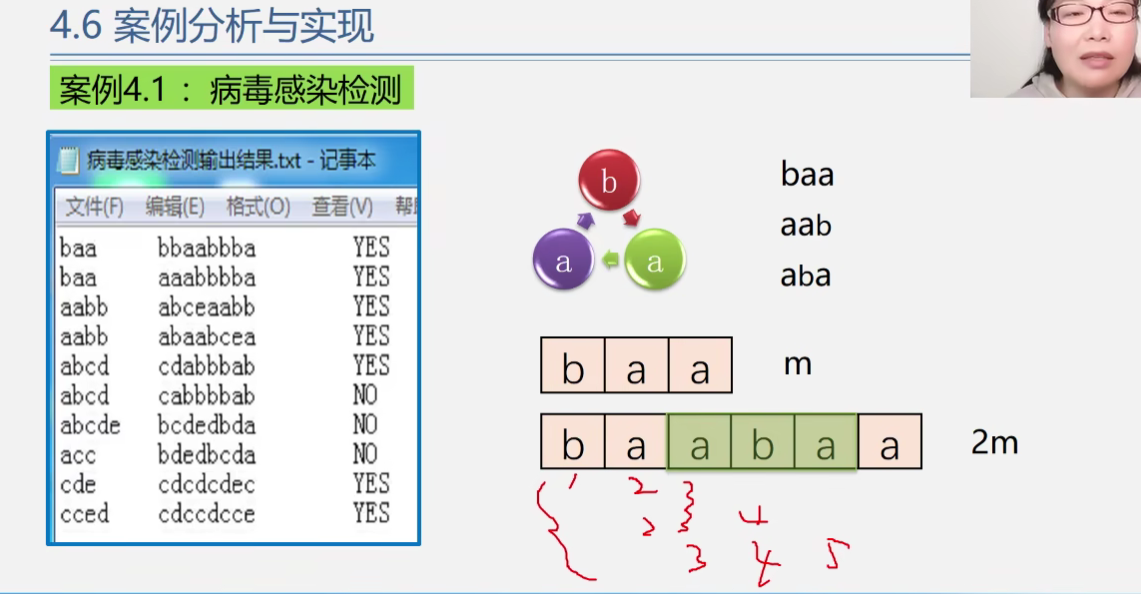 4.6 案例分析与实现
案例4.1 ：病毒感染检测
病毒感染检测输出结果.txt - 记事本
文件(F) 编辑(E) 格式(O) 查看(V)
baa bbaabbba YES
baa aaabbbba YES
aabb abceaabb YES
aabb abaabcea YES
abcd cdabbbab YES
abcd cabbbbab NO
abcde bcdedbda NO
acc bdedbcda NO
cde cdcdcdec YES
cced cdccdcce YES
b
a a
baa
aab
aba
b a a m
b a a b a a 2m
1 2 3
2 3 4
3 4 5